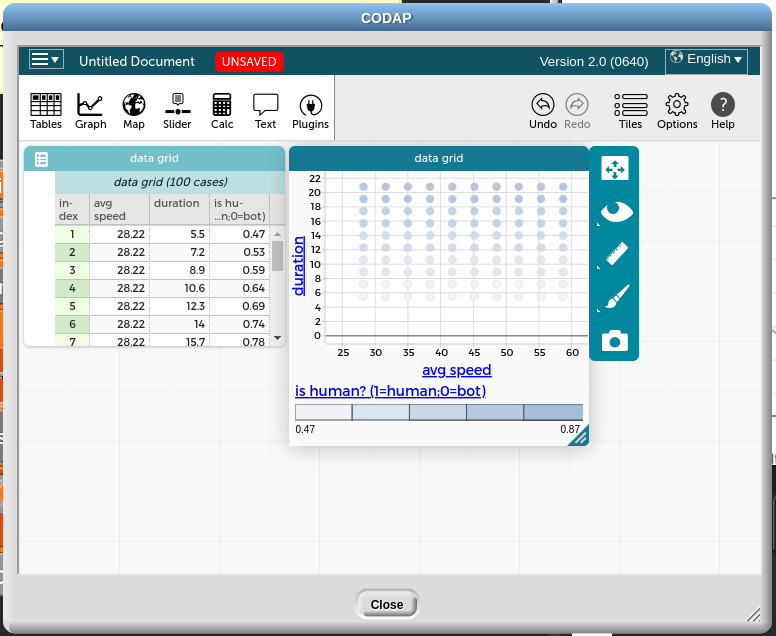 CODAP
Untitled Document UNSAVED Version 2.0 (0640) English
Tables Graph Map Slider Calc Text Plugins Undo Redo Tiles Options Help
data grid
data grid (100 cases)
in-
dex avg
speed duration is hu-
...n;0=bot)
1 28.22 5.5 0.47
2 28.22 7.2 0.53
3 28.22 8.9 0.59
4 28.22 10.6 0.64
5 28.22 12.3 0.69
6 28.22 14 0.74
7 28.22 15.7 0.78
data grid
22
20
18
16
14
12
10
8
6
4
2
0
duration
25 30 35 40 45 50 55 60
avg speed
is human? (1=human;0=bot)
0.47 0.87
Close